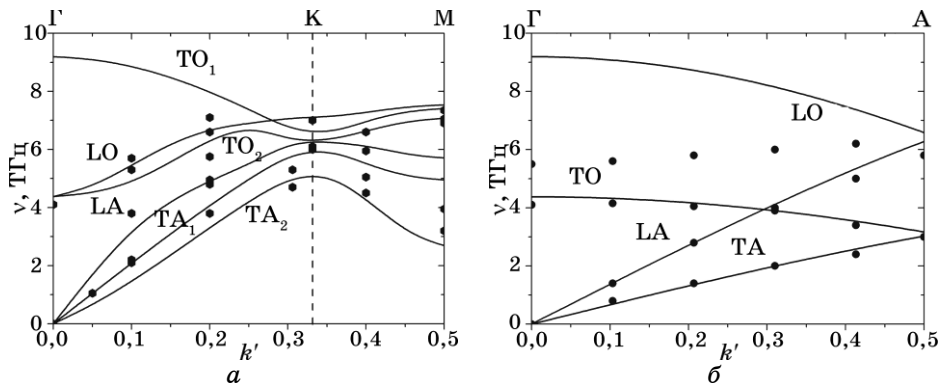 Γ K M
10
8
6
4
2
0
ν, ТГц
TO₁
LO
TO₂
LA
TA₁
TA₂
0 0,1 0,2 0,3 0,4 0,5
k′
а
Γ A
10
8
6
4
2
0
ν, ТГц
LO
TO
LA
TA
0 0,1 0,2 0,3 0,4 0,5
k′
б